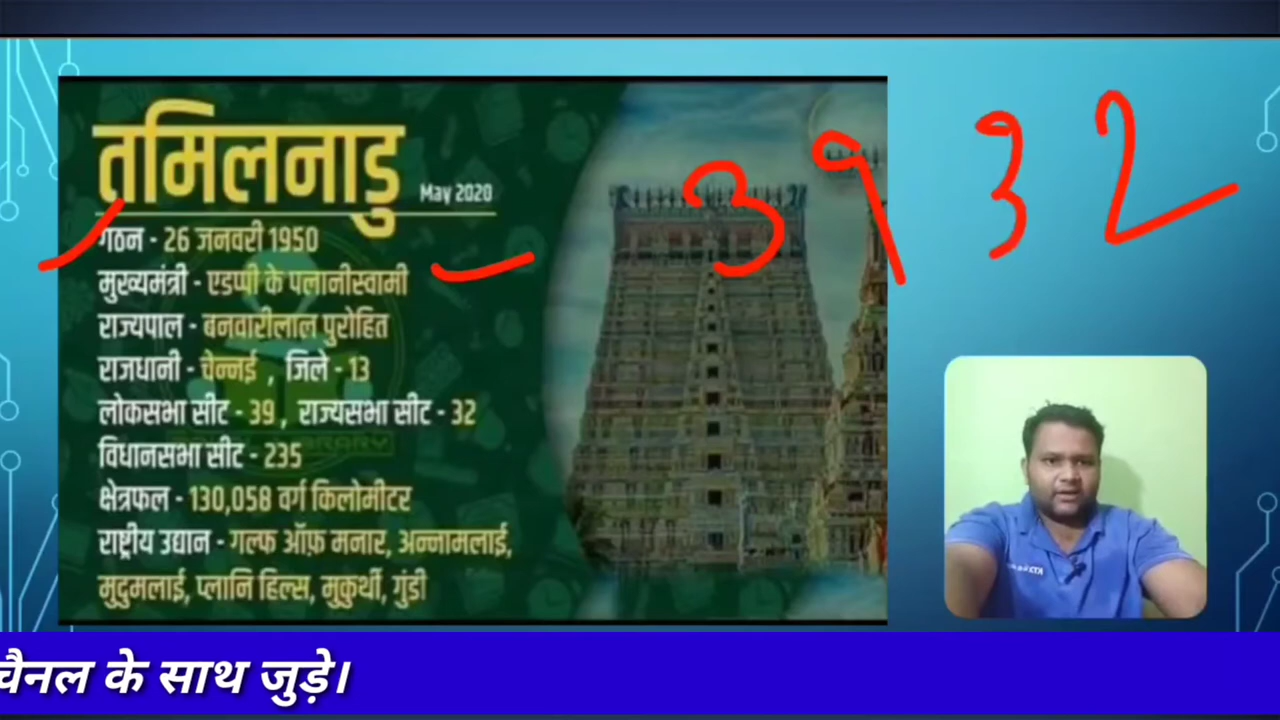 तमिलनाडु May 2020
गठन - 26 जनवरी 1950
मुख्यमंत्री - एडप्पी के पलानीस्वामी
राज्यपाल - बनवारीलाल पुरोहित
राजधानी - चेन्नई , जिले - 13
लोकसभा सीट - 39 , राज्यसभा सीट - 32
विधानसभा सीट - 235
क्षेत्रफल - 130,058 वर्ग किलोमीटर
राष्ट्रीय उद्यान - गल्फ ऑफ़ मनार, अन्नामलाई,
मुदुमलाई, प्लानि हिल्स, मुकुर्थी, गुंडी
39 32
चैनल के साथ जुड़े।